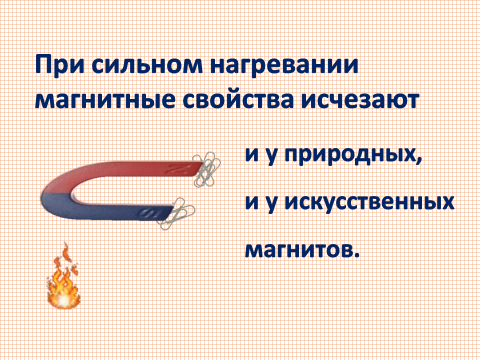 При сильном нагревании
магнитные свойства исчезают
и у природных,
и у искусственных
магнитов.
N
S